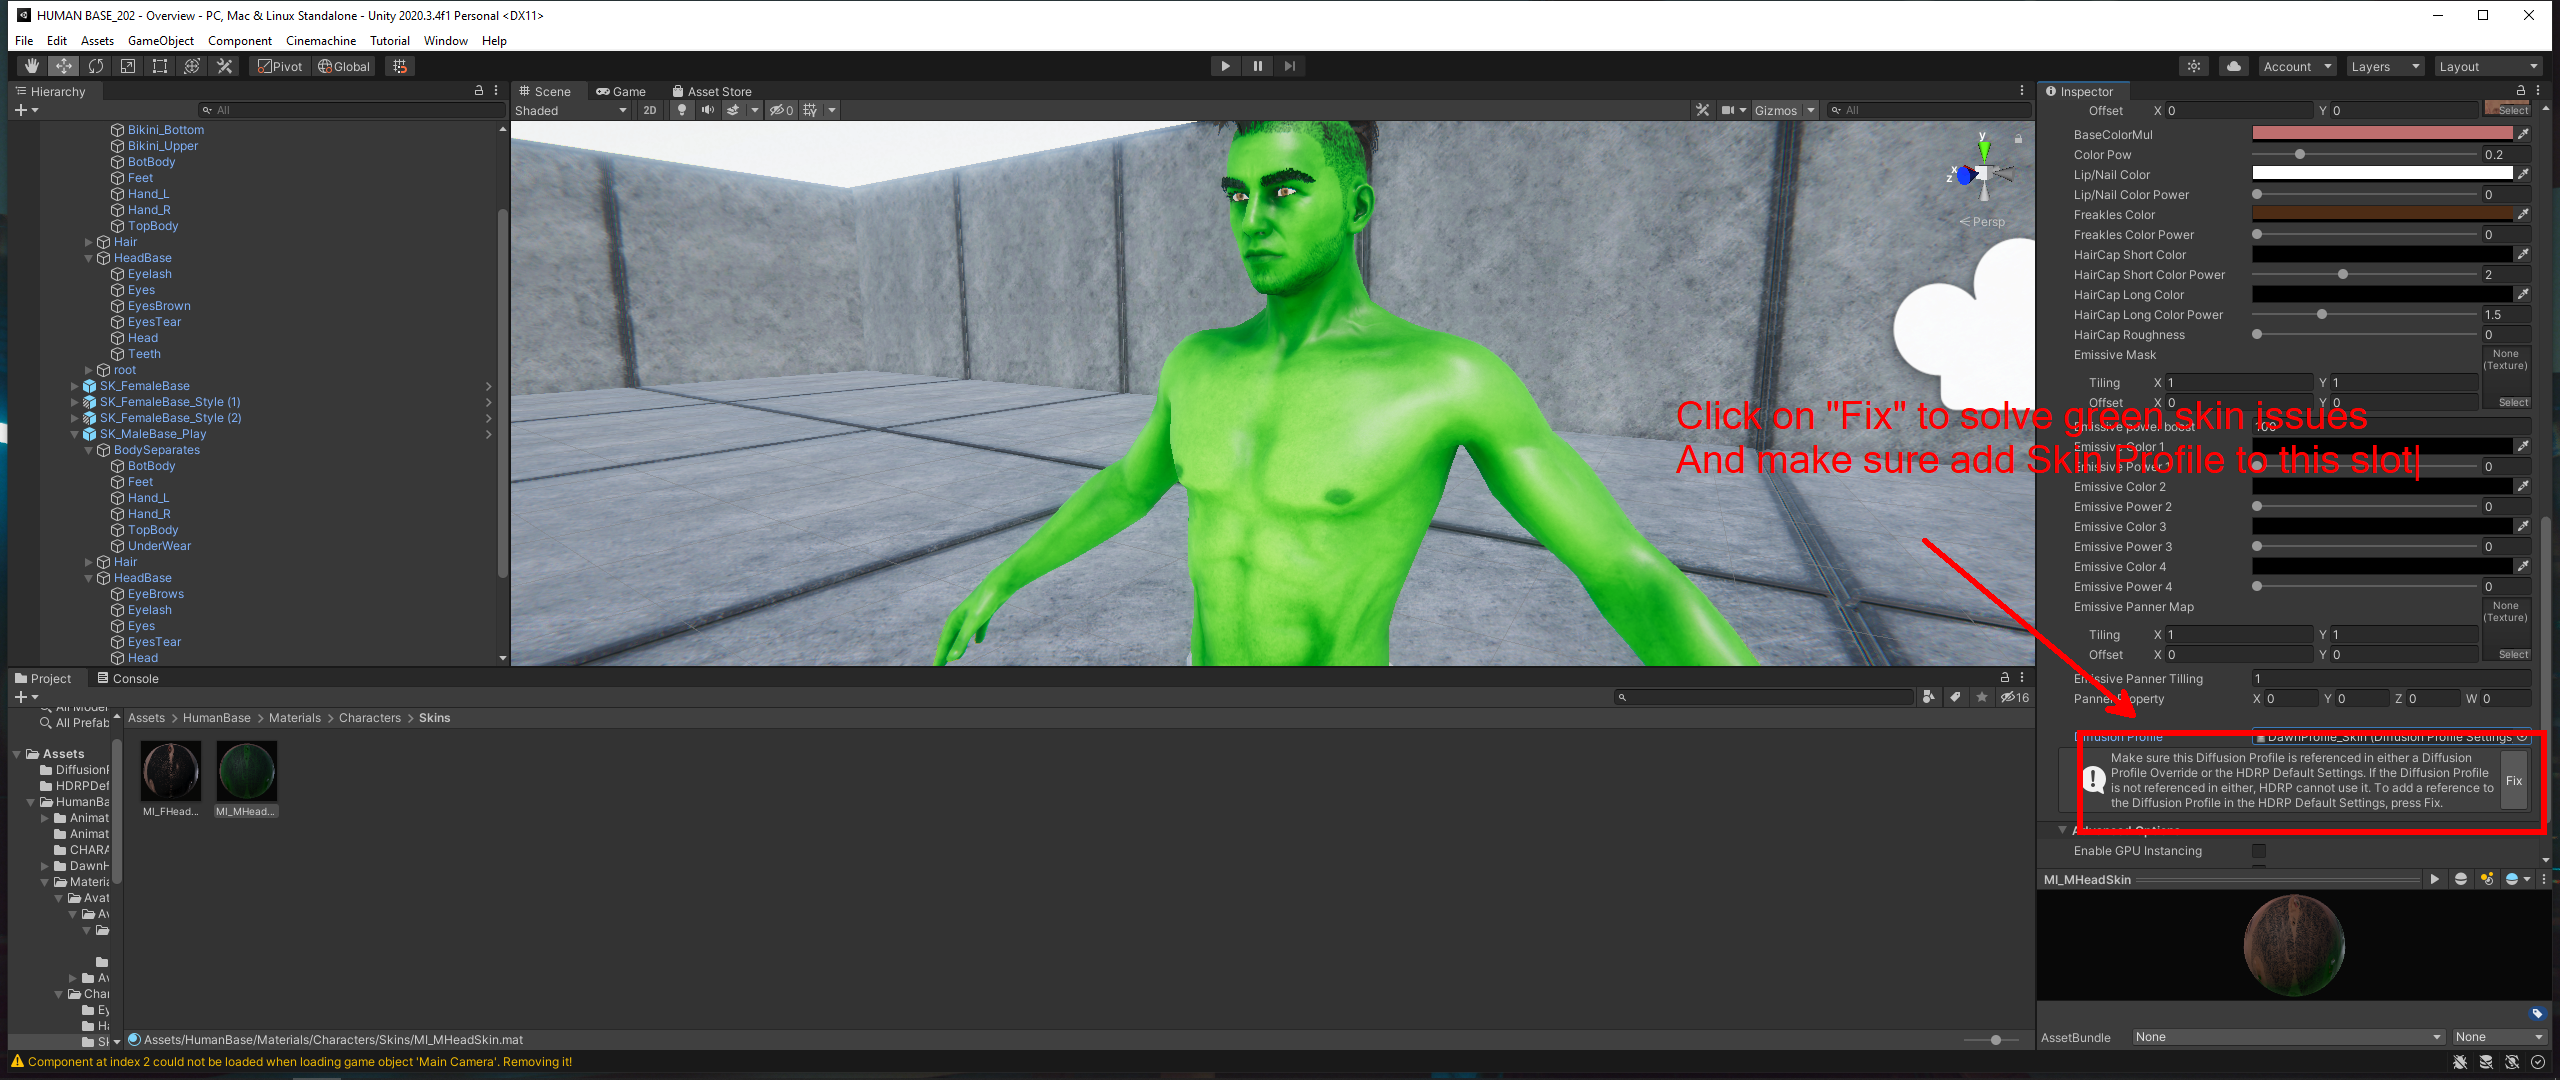 HUMAN BASE_202 - Overview - PC, Mac & Linux Standalone - Unity 2020.3.4f1 Personal <DX11>
File Edit Assets GameObject Component Cinemachine Tutorial Window Help
Pivot Global Account Layers Layout
Hierarchy
All
Bikini_Bottom
Bikini_Upper
BotBody
Feet
Hand_L
Hand_R
TopBody
Hair
HeadBase
Eyelash
Eyes
EyesBrown
EyesTear
Head
Teeth
root
SK_FemaleBase
SK_FemaleBase_Style (1)
SK_FemaleBase_Style (2)
SK_MaleBase_Play
BodySeparates
BotBody
Feet
Hand_L
Hand_R
TopBody
UnderWear
Hair
HeadBase
EyeBrows
Eyelash
Eyes
EyesTear
Head
Scene Game Asset Store
Shaded 2D 0 Gizmos All
y
x
z
Persp
Click on "Fix" to solve green skin issues
And make sure add Skin Profile to this slot
Inspector
Offset X 0 Y 0 Select
BaseColorMul
Color Pow 0.2
Lip/Nail Color
Lip/Nail Color Power 0
Freakles Color
Freakles Color Power 0
HairCap Short Color
HairCap Short Color Power 2
HairCap Long Color
HairCap Long Color Power 1.5
HairCap Roughness 0
Emissive Mask None
(Texture)
Tiling X 1 Y 1
Offset X 0 Y 0 Select
Emissive power boost 100
Emissive Color 1
Emissive Power 1 0
Emissive Color 2
Emissive Power 2 0
Emissive Color 3
Emissive Power 3 0
Emissive Color 4
Emissive Power 4 0
Emissive Panner Map None
(Texture)
Tiling X 1 Y 1
Offset X 0 Y 0 Select
Emissive Panner Tilling 1
Panner Property X 0 Y 0 Z 0 W 0
Diffusion Profile DawnProfile_Skin (Diffusion Profile Settings
Make sure this Diffusion Profile is referenced in either a Diffusion
Profile Override or the HDRP Default Settings. If the Diffusion Profile
is not referenced in either, HDRP cannot use it. To add a reference to
the Diffusion Profile in the HDRP Default Settings, press Fix.
Fix
Advanced Options
Enable GPU Instancing
MI_MHeadSkin
AssetBundle None None
Project Console
16
All Model
All Prefab
Assets
Diffusion
HDRPDef
HumanBa
Animat
Animat
CHARA
DawnH
Materia
Avat
Av
Av
Char
Ey
Ha
Sk
Assets > HumanBase > Materials > Characters > Skins
MI_FHead... MI_MHead...
Assets/HumanBase/Materials/Characters/Skins/MI_MHeadSkin.mat
Component at index 2 could not be loaded when loading game object 'Main Camera'. Removing it!